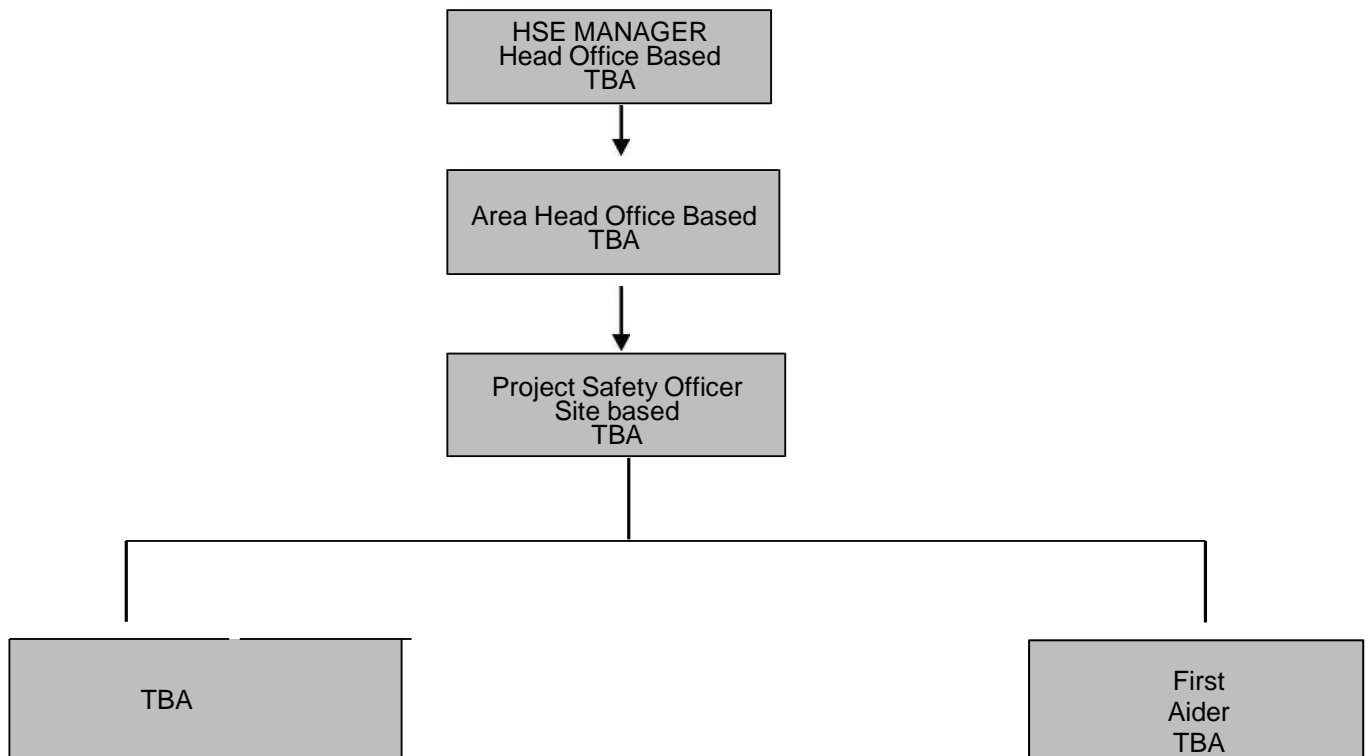 HSE MANAGER
Head Office Based
TBA
Area Head Office Based
TBA
Project Safety Officer
Site based
TBA
TBA
First
Aider
TBA